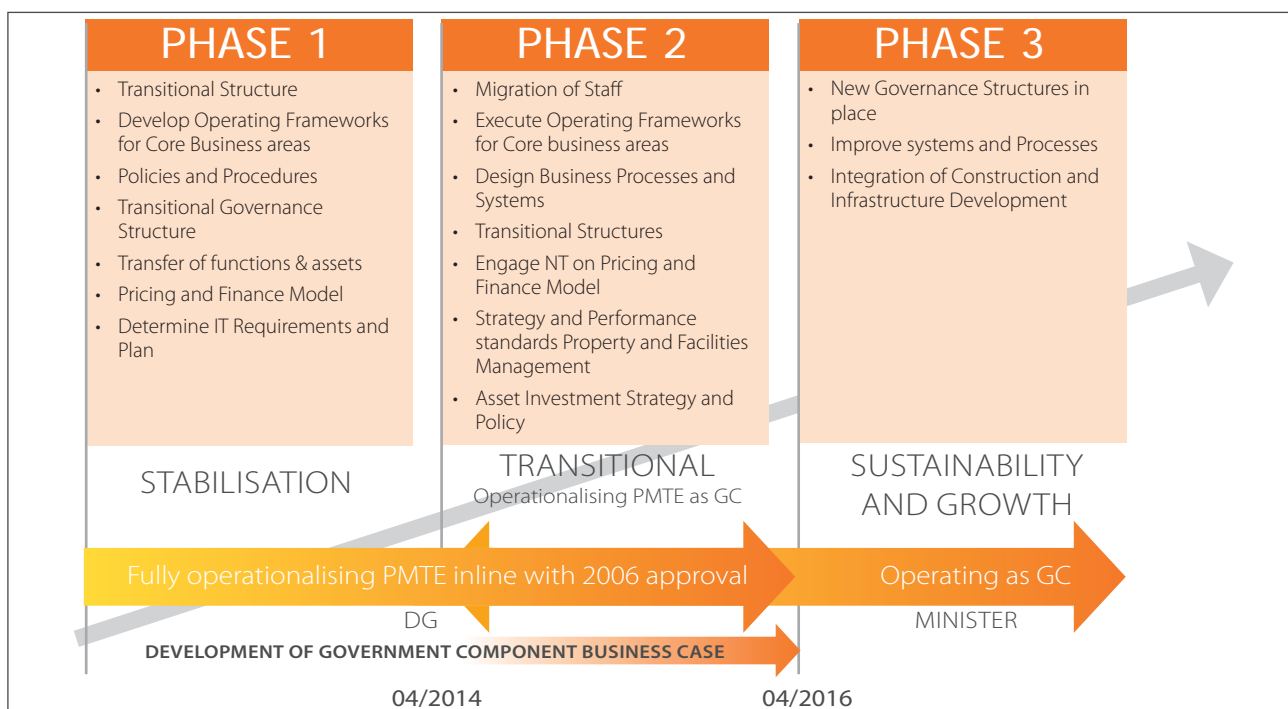 PHASE 1
• Transitional Structure
• Develop Operating Frameworks
for Core Business areas
• Policies and Procedures
• Transitional Governance
Structure
• Transfer of functions & assets
• Pricing and Finance Model
• Determine IT Requirements and
Plan
STABILISATION
PHASE 2
• Migration of Staff
• Execute Operating Frameworks
for Core business areas
• Design Business Processes and
Systems
• Transitional Structures
• Engage NT on Pricing and
Finance Model
• Strategy and Performance
standards Property and Facilities
Management
• Asset Investment Strategy and
Policy
TRANSITIONAL
Operationalising PMTE as GC
PHASE 3
• New Governance Structures in
place
• Improve systems and Processes
• Integration of Construction and
Infrastructure Development
SUSTAINABILITY
AND GROWTH
Fully operationalising PMTE inline with 2006 approval
Operating as GC
DG
MINISTER
DEVELOPMENT OF GOVERNMENT COMPONENT BUSINESS CASE
04/2014
04/2016